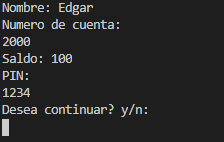 Nombre: Edgar
Numero de cuenta:
2000
Saldo: 100
PIN:
1234
Desea continuar? y/n: